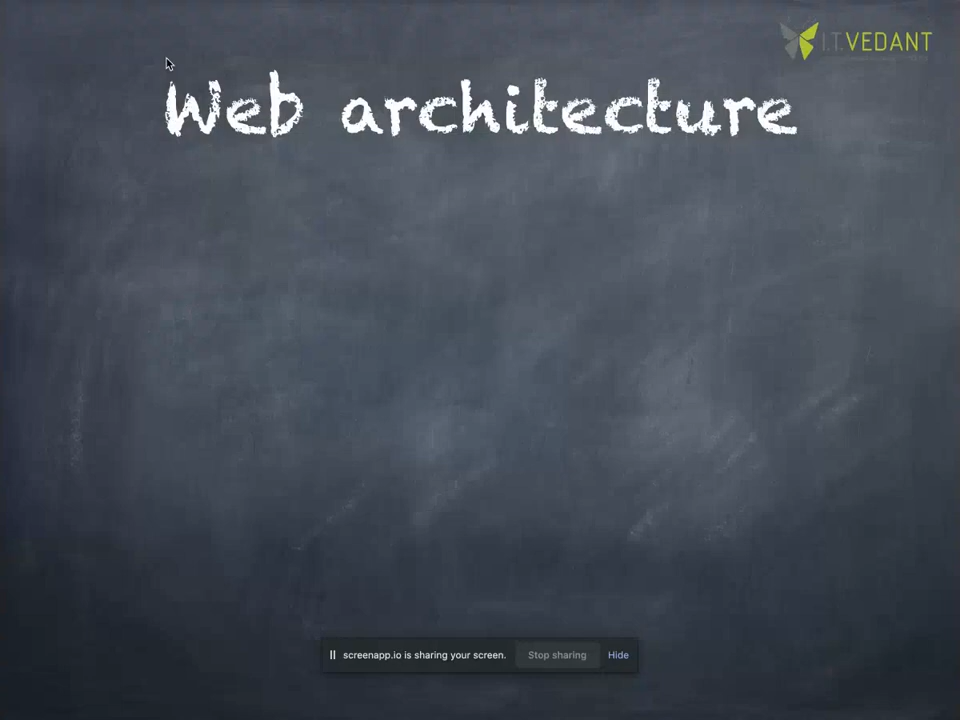 I.T.VEDANT
Web architecture
screenapp.io is sharing your screen. Stop sharing Hide